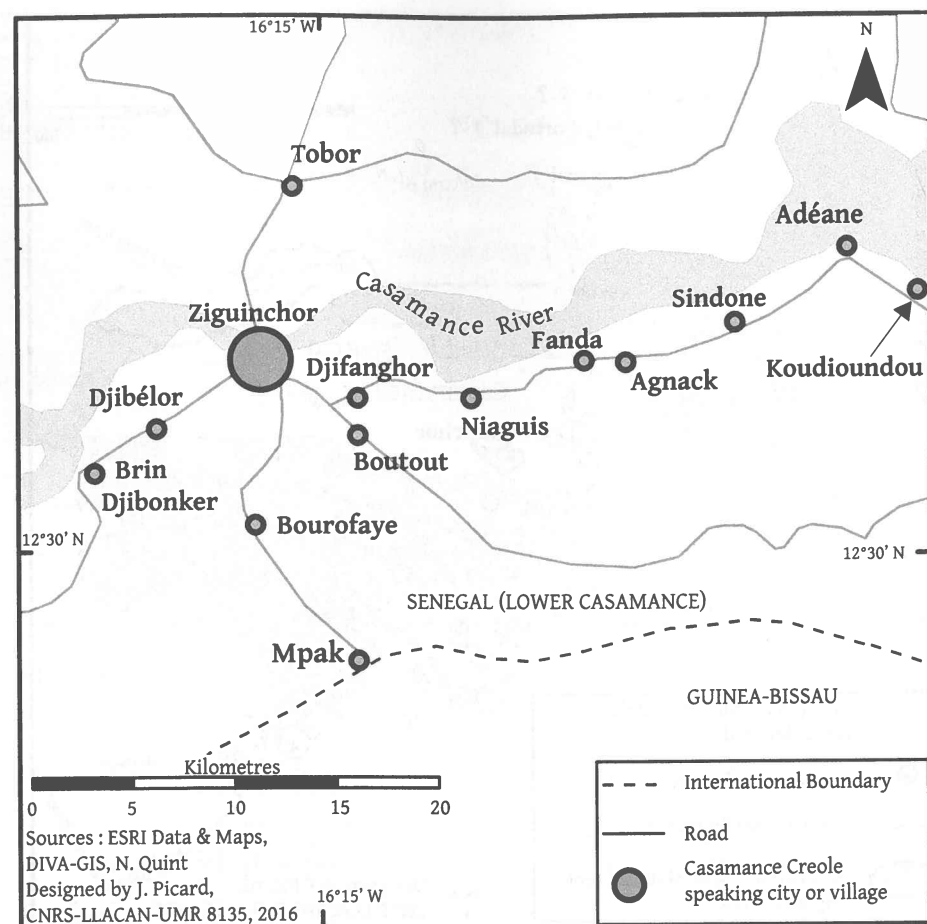 16°15' W
N
Tobor
Adéane
Casamance River
Ziguinchor
Sindone
Fanda
Djifanghor
Koudioundou
Agnack
Djibélor
Niaguis
Boutout
Brin
Djibonker
Bourofaye
12°30' N
12°30' N
SENEGAL (LOWER CASAMANCE)
Mpak
GUINEA-BISSAU
Kilometres
0 5 10 15 20
International Boundary
Road
Casamance Creole
speaking city or village
Sources : ESRI Data & Maps,
DIVA-GIS, N. Quint
Designed by J. Picard,
CNRS-LLACAN-UMR 8135, 2016
16°15' W